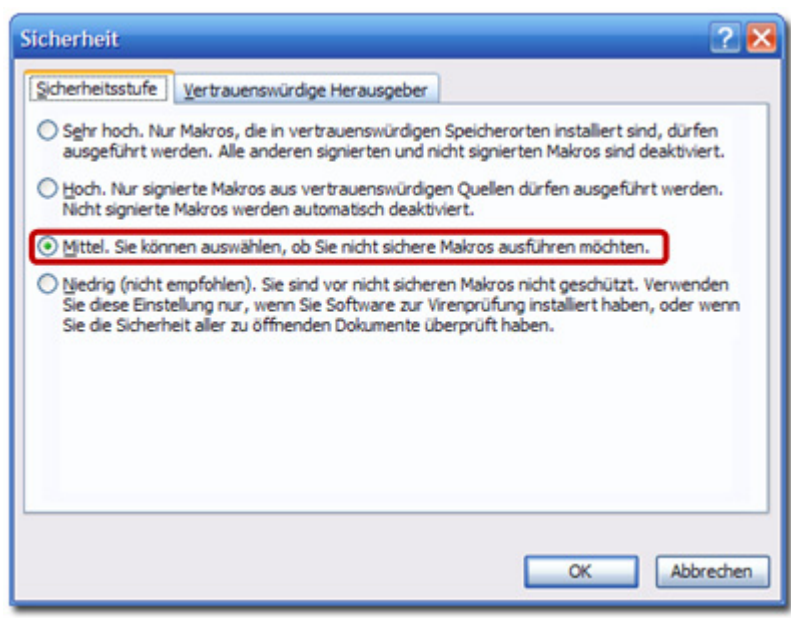 Sicherheit
Sicherheitsstufe
Vertrauenswürdige Herausgeber
Sehr hoch. Nur Makros, die in vertrauenswürdigen Speicherorten installiert sind, dürfen
ausgeführt werden. Alle anderen signierten und nicht signierten Makros sind deaktiviert.
Hoch. Nur signierte Makros aus vertrauenswürdigen Quellen dürfen ausgeführt werden.
Nicht signierte Makros werden automatisch deaktiviert.
Mittel. Sie können auswählen, ob Sie nicht sichere Makros ausführen möchten.
Niedrig (nicht empfohlen). Sie sind vor nicht sicheren Makros nicht geschützt. Verwenden
Sie diese Einstellung nur, wenn Sie Software zur Virenprüfung installiert haben, oder wenn
Sie die Sicherheit aller zu öffnenden Dokumente überprüft haben.
OK
Abbrechen